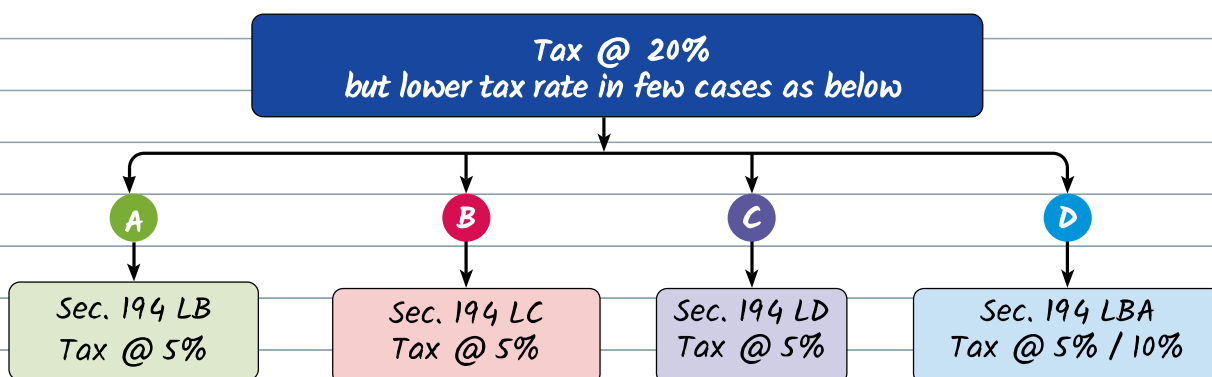 Tax @ 20%
but lower tax rate in few cases as below
A
B
C
D
Sec. 194 LB
Tax @ 5%
Sec. 194 LC
Tax @ 5%
Sec. 194 LD
Tax @ 5%
Sec. 194 LBA
Tax @ 5% / 10%